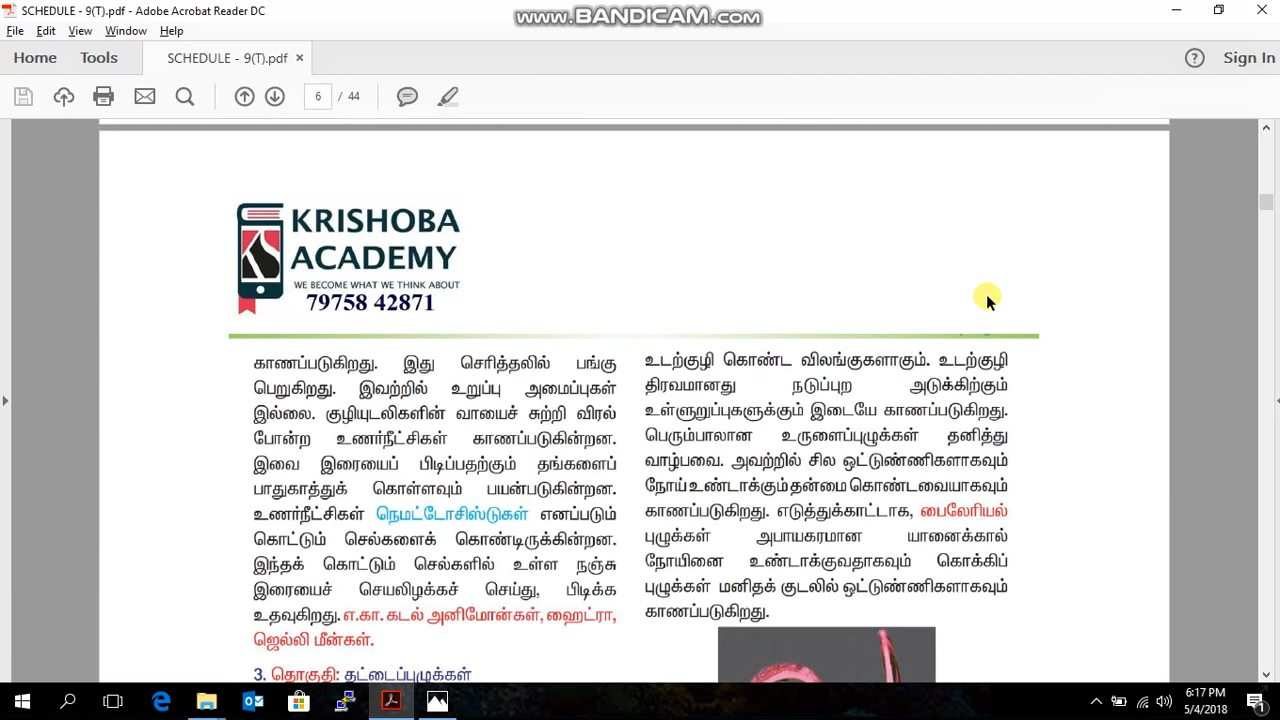 SCHEDULE - 9(T).pdf - Adobe Acrobat Reader DC
www.BANDICAM.com
File Edit View Window Help
Home Tools SCHEDULE - 9(T).pdf × ? Sign In
6 / 44
KRISHOBA
ACADEMY
WE BECOME WHAT WE THINK ABOUT
79758 42871
காணப்படுகிறது. இது செரித்தலில் பங்கு
பெறுகிறது. இவற்றில் உறுப்பு அமைப்புகள்
இல்லை. குழியுடலிகளின் வாயைச் சுற்றி விரல்
போன்ற உணர்நீட்சிகள் காணப்படுகின்றன.
இவை இரையைப் பிடிப்பதற்கும் தங்களைப்
பாதுகாத்துக் கொள்ளவும் பயன்படுகின்றன.
உணர்நீட்சிகள் நெமட்டோசிஸ்டுகள் எனப்படும்
கொட்டும் செல்களைக் கொண்டிருக்கின்றன.
இந்தக் கொட்டும் செல்களில் உள்ள நஞ்சு
இரையைச் செயலிழக்கச் செய்து, பிடிக்க
உதவுகிறது. எ.கா. கடல் அனிமோன்கள், ஹைட்ரா,
ஜெல்லி மீன்கள்.
3. தொகுதி: தட்டைப்புழுக்கள்
உடற்குழி கொண்ட விலங்குகளாகும். உடற்குழி
திரவமானது நடுப்புற அடுக்கிற்கும்
உள்ளுறுப்புகளுக்கும் இடையே காணப்படுகிறது.
பெரும்பாலான உருளைப்புழுக்கள் தனித்து
வாழ்பவை. அவற்றில் சில ஒட்டுண்ணிகளாகவும்
நோய் உண்டாக்கும் தன்மை கொண்டவையாகவும்
காணப்படுகிறது. எடுத்துக்காட்டாக, பைலேரியல்
புழுக்கள் அபாயகரமான யானைக்கால்
நோயினை உண்டாக்குவதாகவும் கொக்கிப்
புழுக்கள் மனிதக் குடலில் ஒட்டுண்ணிகளாகவும்
காணப்படுகிறது.
6:17 PM
5/4/2018